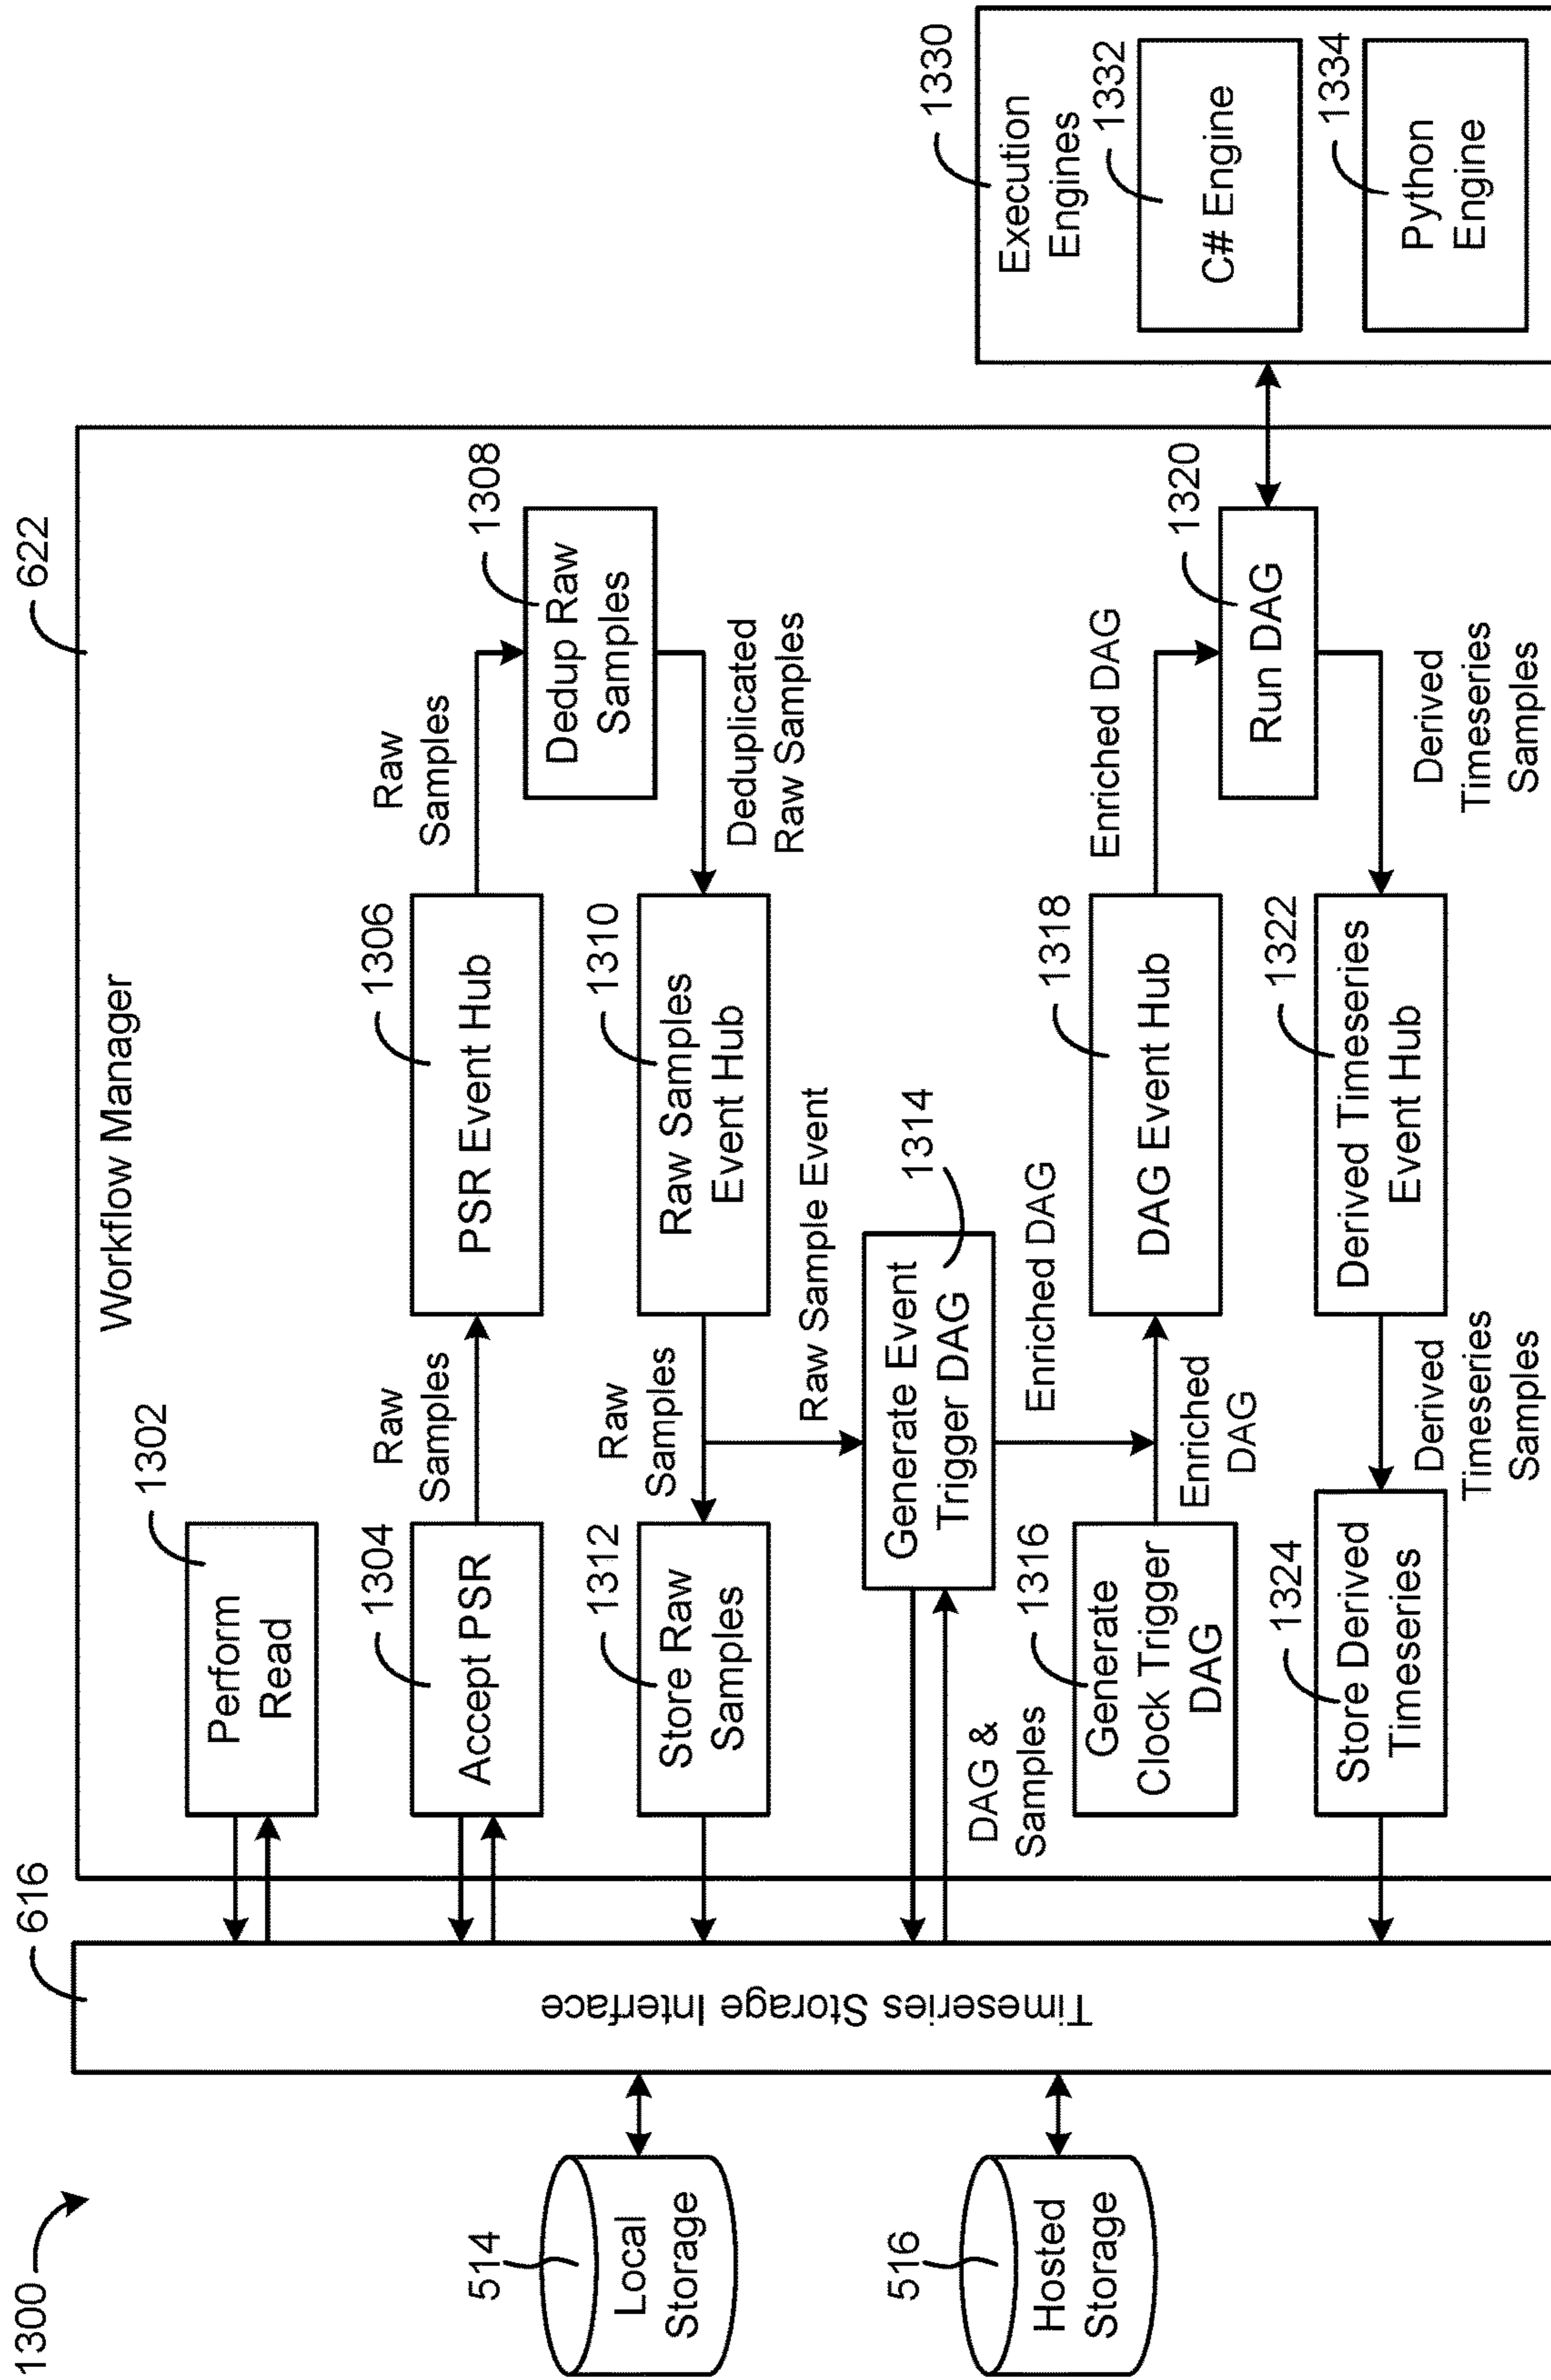 1300
616
622
Timeseries Storage Interface
514
Local
Storage
516
Hosted
Storage
Workflow Manager
1302
Perform
Read
1304
Accept PSR
Raw
Samples
1306
PSR Event Hub
Raw
Samples
1308
Dedup Raw
Samples
Deduplicated
Raw Samples
1310
Raw Samples
Event Hub
Raw
Samples
1312
Store Raw
Samples
Raw Sample Event
1314
Generate Event
Trigger DAG
DAG &
Samples
Enriched DAG
1316
Generate
Clock Trigger
DAG
Enriched
DAG
1318
DAG Event Hub
Enriched DAG
1320
Run DAG
Derived
Timeseries
Samples
1322
Derived Timeseries
Event Hub
Derived
Timeseries
Samples
1324
Store Derived
Timeseries
1330
Execution
Engines
1332
C# Engine
1334
Python
Engine